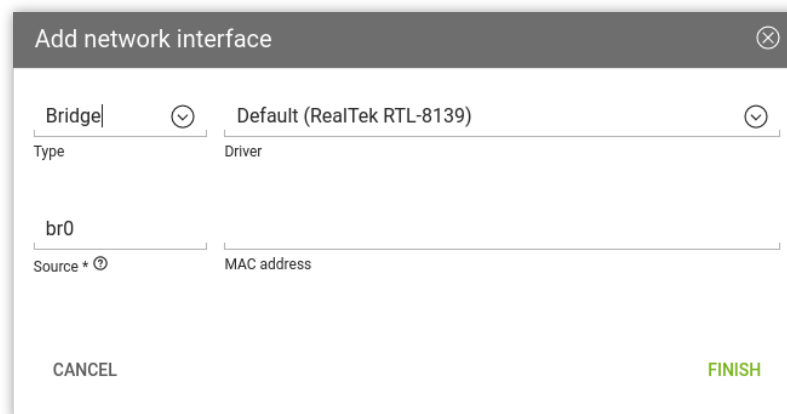 Add network interface
Bridge
Default (RealTek RTL-8139)
Type
Driver
br0
Source *
MAC address
CANCEL
FINISH